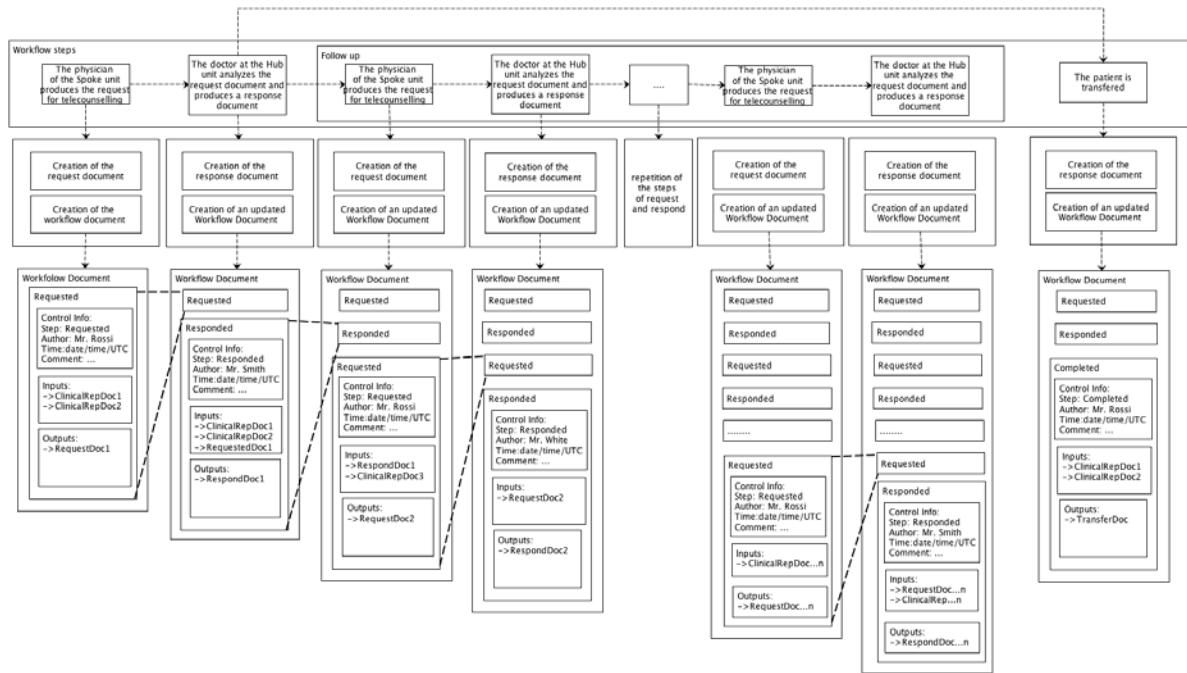 Workflow steps
The physician
of the Spoke unit
produces the request
for telecounselling
The doctor at the Hub
unit analyzes the
request document and
produces a response
document
Follow up
The physician
of the Spoke unit
produces the request
for telecounselling
The doctor at the Hub
unit analyzes the
request document and
produces a response
document
....
The physician
of the Spoke unit
produces the request
for telecounselling
The doctor at the Hub
unit analyzes the
request document and
produces a response
document
The patient is
transfered
Creation of the
request document
Creation of the
workflow document
Creation of the
response document
Creation of an updated
Workflow Document
Creation of the
request document
Creation of an updated
Workflow Document
Creation of the
response document
Creation of an updated
Workflow Document
repetition of
the steps
of request
and respond
Creation of the
request document
Creation of an updated
Workflow Document
Creation of the
response document
Creation of an updated
Workflow Document
Creation of the
response document
Creation of an updated
Workflow Document
Workfolow Document
Requested
Control Info:
Step: Requested
Author: Mr. Rossi
Time:date/time/UTC
Comment: ...
Inputs:
->ClinicalRepDoc1
->ClinicalRepDoc2
Outputs:
->RequestDoc1
Workflow Document
Requested
Responded
Control Info:
Step: Responded
Author: Mr. Smith
Time:date/time/UTC
Comment: ...
Inputs:
->ClinicalRepDoc1
->ClinicalRepDoc2
->RequestedDoc1
Outputs:
->RespondDoc1
Workflow Document
Requested
Responded
Requested
Control Info:
Step: Requested
Author: Mr. Rossi
Time:date/time/UTC
Comment: ...
Inputs:
->RespondDoc1
->ClinicalRepDoc3
Outputs:
->RequestDoc2
Workflow Document
Requested
Responded
Requested
Responded
Control Info:
Step: Responded
Author: Mr. White
Time:date/time/UTC
Comment: ...
Inputs:
->RequestDoc2
Outputs:
->RespondDoc2
Workflow Document
Requested
Responded
Requested
Responded
........
Requested
Control Info:
Step: Requested
Author: Mr. Rossi
Time:date/time/UTC
Comment: ...
Inputs:
->ClinicalRepDoc...n
Outputs:
->RequestDoc...n
Workflow Document
Requested
Responded
Requested
Responded
........
Requested
Responded
Control Info:
Step: Responded
Author: Mr. Smith
Time:date/time/UTC
Comment: ...
Inputs:
->RequestDoc...n
->ClinicalRep...n
Outputs:
->RespondDoc...n
Workflow Document
Requested
Responded
Completed
Control Info:
Step: Completed
Author: Mr. Rossi
Time:date/time/UTC
Comment: ...
Inputs:
->ClinicalRepDoc1
->ClinicalRepDoc2
Outputs:
->TransferDoc